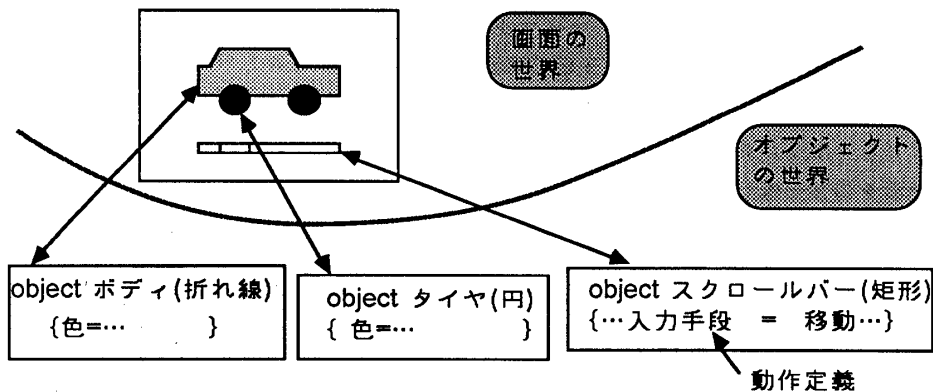 画面の
世界
オブジェクト
の世界
object ボディ(折れ線)
{色=… }
object タイヤ(円)
{ 色=… }
object スクロールバー(矩形)
{…入力手段 = 移動…}
動作定義